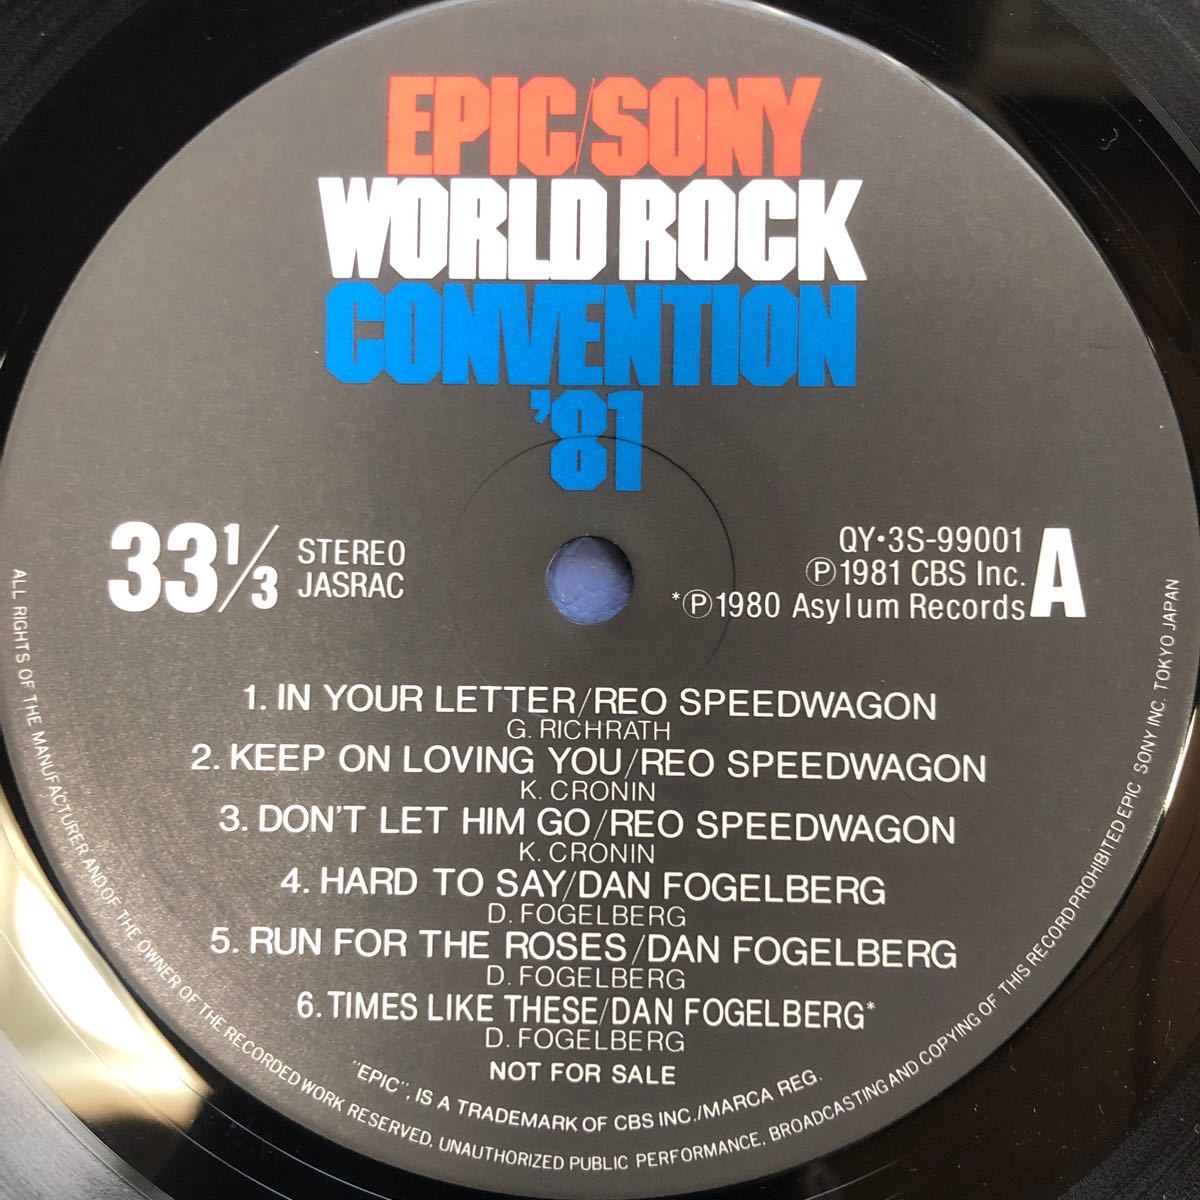 EPIC/SONY
WORLD ROCK
CONVENTION
'81
33 1/3
STEREO
JASRAC
QY・3S-99001
Ⓟ1981 CBS Inc.
*Ⓟ1980 Asylum Records
A
1. IN YOUR LETTER/REO SPEEDWAGON
G. RICHRATH
2. KEEP ON LOVING YOU/REO SPEEDWAGON
K. CRONIN
3. DON'T LET HIM GO/REO SPEEDWAGON
K. CRONIN
4. HARD TO SAY/DAN FOGELBERG
D. FOGELBERG
5. RUN FOR THE ROSES/DAN FOGELBERG
D. FOGELBERG
6. TIMES LIKE THESE/DAN FOGELBERG*
D. FOGELBERG
NOT FOR SALE
"EPIC", IS A TRADEMARK OF CBS INC./MARCA REG.
ALL RIGHTS OF THE MANUFACTURER AND OF THE OWNER OF THE RECORDED WORK RESERVED, UNAUTHORIZED PUBLIC PERFORMANCE, BROADCASTING AND COPYING OF THIS RECORD PROHIBITED EPIC SONY INC. TOKYO JAPAN